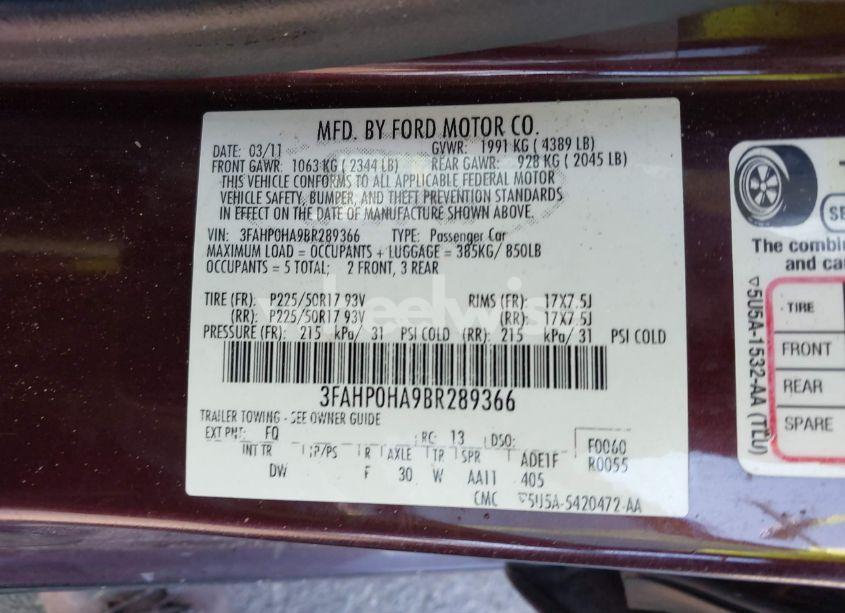 MFD. BY FORD MOTOR CO.
DATE: 03/11 GVWR: 1991 KG ( 4389 LB)
FRONT GAWR: 1063 KG ( 2344 LB) REAR GAWR: 928 KG ( 2045 LB)
THIS VEHICLE CONFORMS TO ALL APPLICABLE FEDERAL MOTOR
VEHICLE SAFETY, BUMPER, AND THEFT PREVENTION STANDARDS
IN EFFECT ON THE DATE OF MANUFACTURE SHOWN ABOVE.
VIN: 3FAHP0HA9BR289366 TYPE: Passenger Car
MAXIMUM LOAD = OCCUPANTS + LUGGAGE = 385KG/ 850LB
OCCUPANTS = 5 TOTAL; 2 FRONT, 3 REAR
TIRE (FR): P225/50R17 93V RIMS (FR): 17X7.5J
(RR): P225/50R17 93V (RR): 17X7.5J
PRESSURE (FR): 215 kPa/ 31 PSI COLD (RR): 215 kPa/ 31 PSI COLD
3FAHP0HA9BR289366
TRAILER TOWING - SEE OWNER GUIDE
EXT PNT: FQ RC: 13 DSO: F0060
R0055
INT TR TP/PS R AXLE TR SPR ADE1F
DW F 30 W AA11 405
CMC 5U5A-5420472-AA
The combin
and car
TIRE
FRONT
REAR
SPARE
5U5A-1532-AA (TLU)